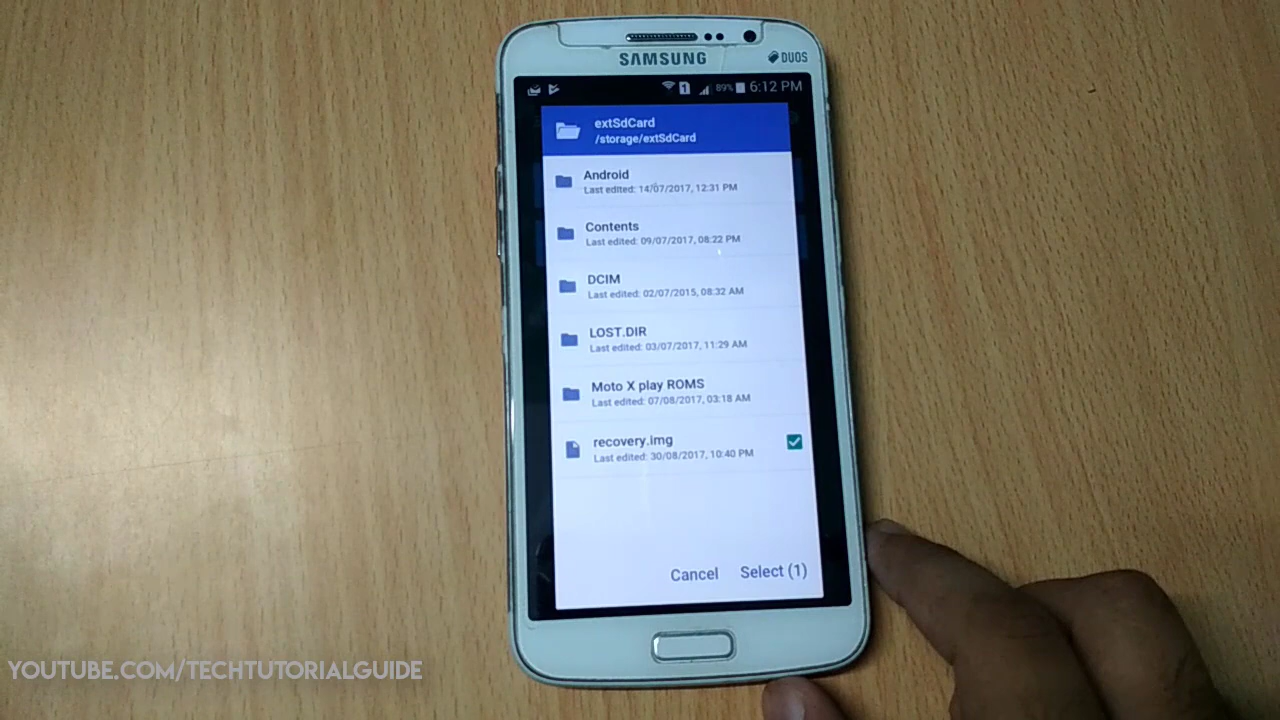 SAMSUNG
DUOS
1 89% 6:12 PM
extSdCard
/storage/extSdCard
Android
Last edited: 14/07/2017, 12:31 PM
Contents
Last edited: 09/07/2017, 08:22 PM
DCIM
Last edited: 02/07/2015, 08:32 AM
LOST.DIR
Last edited: 03/07/2017, 11:29 AM
Moto X play ROMS
Last edited: 07/08/2017, 03:18 AM
recovery.img
Last edited: 30/08/2017, 10:40 PM
Cancel Select (1)
YOUTUBE.COM/TECHTUTORIALGUIDE